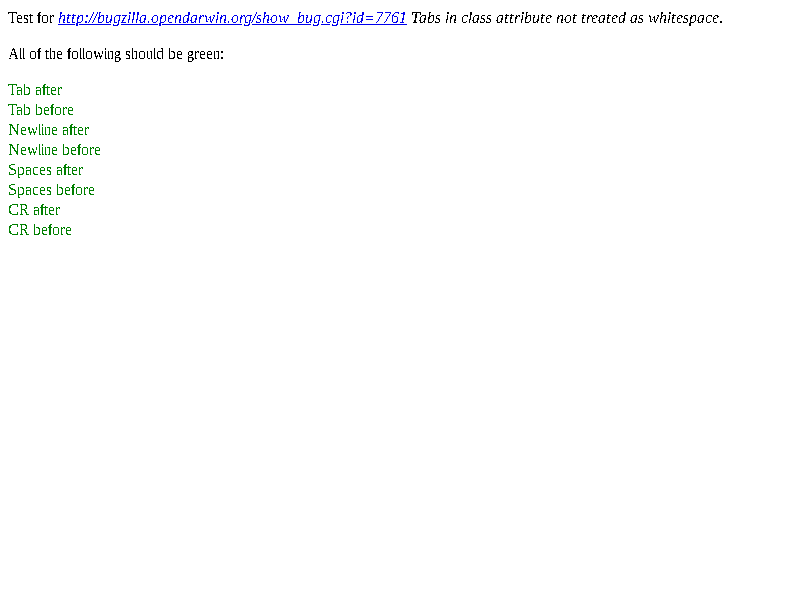 Test for http://bugzilla.opendarwin.org/show_bug.cgi?id=7761 Tabs in class attribute not treated as whitespace.
All of the following should be green:
Tab after
Tab before
Newline after
Newline before
Spaces after
Spaces before
CR after
CR before